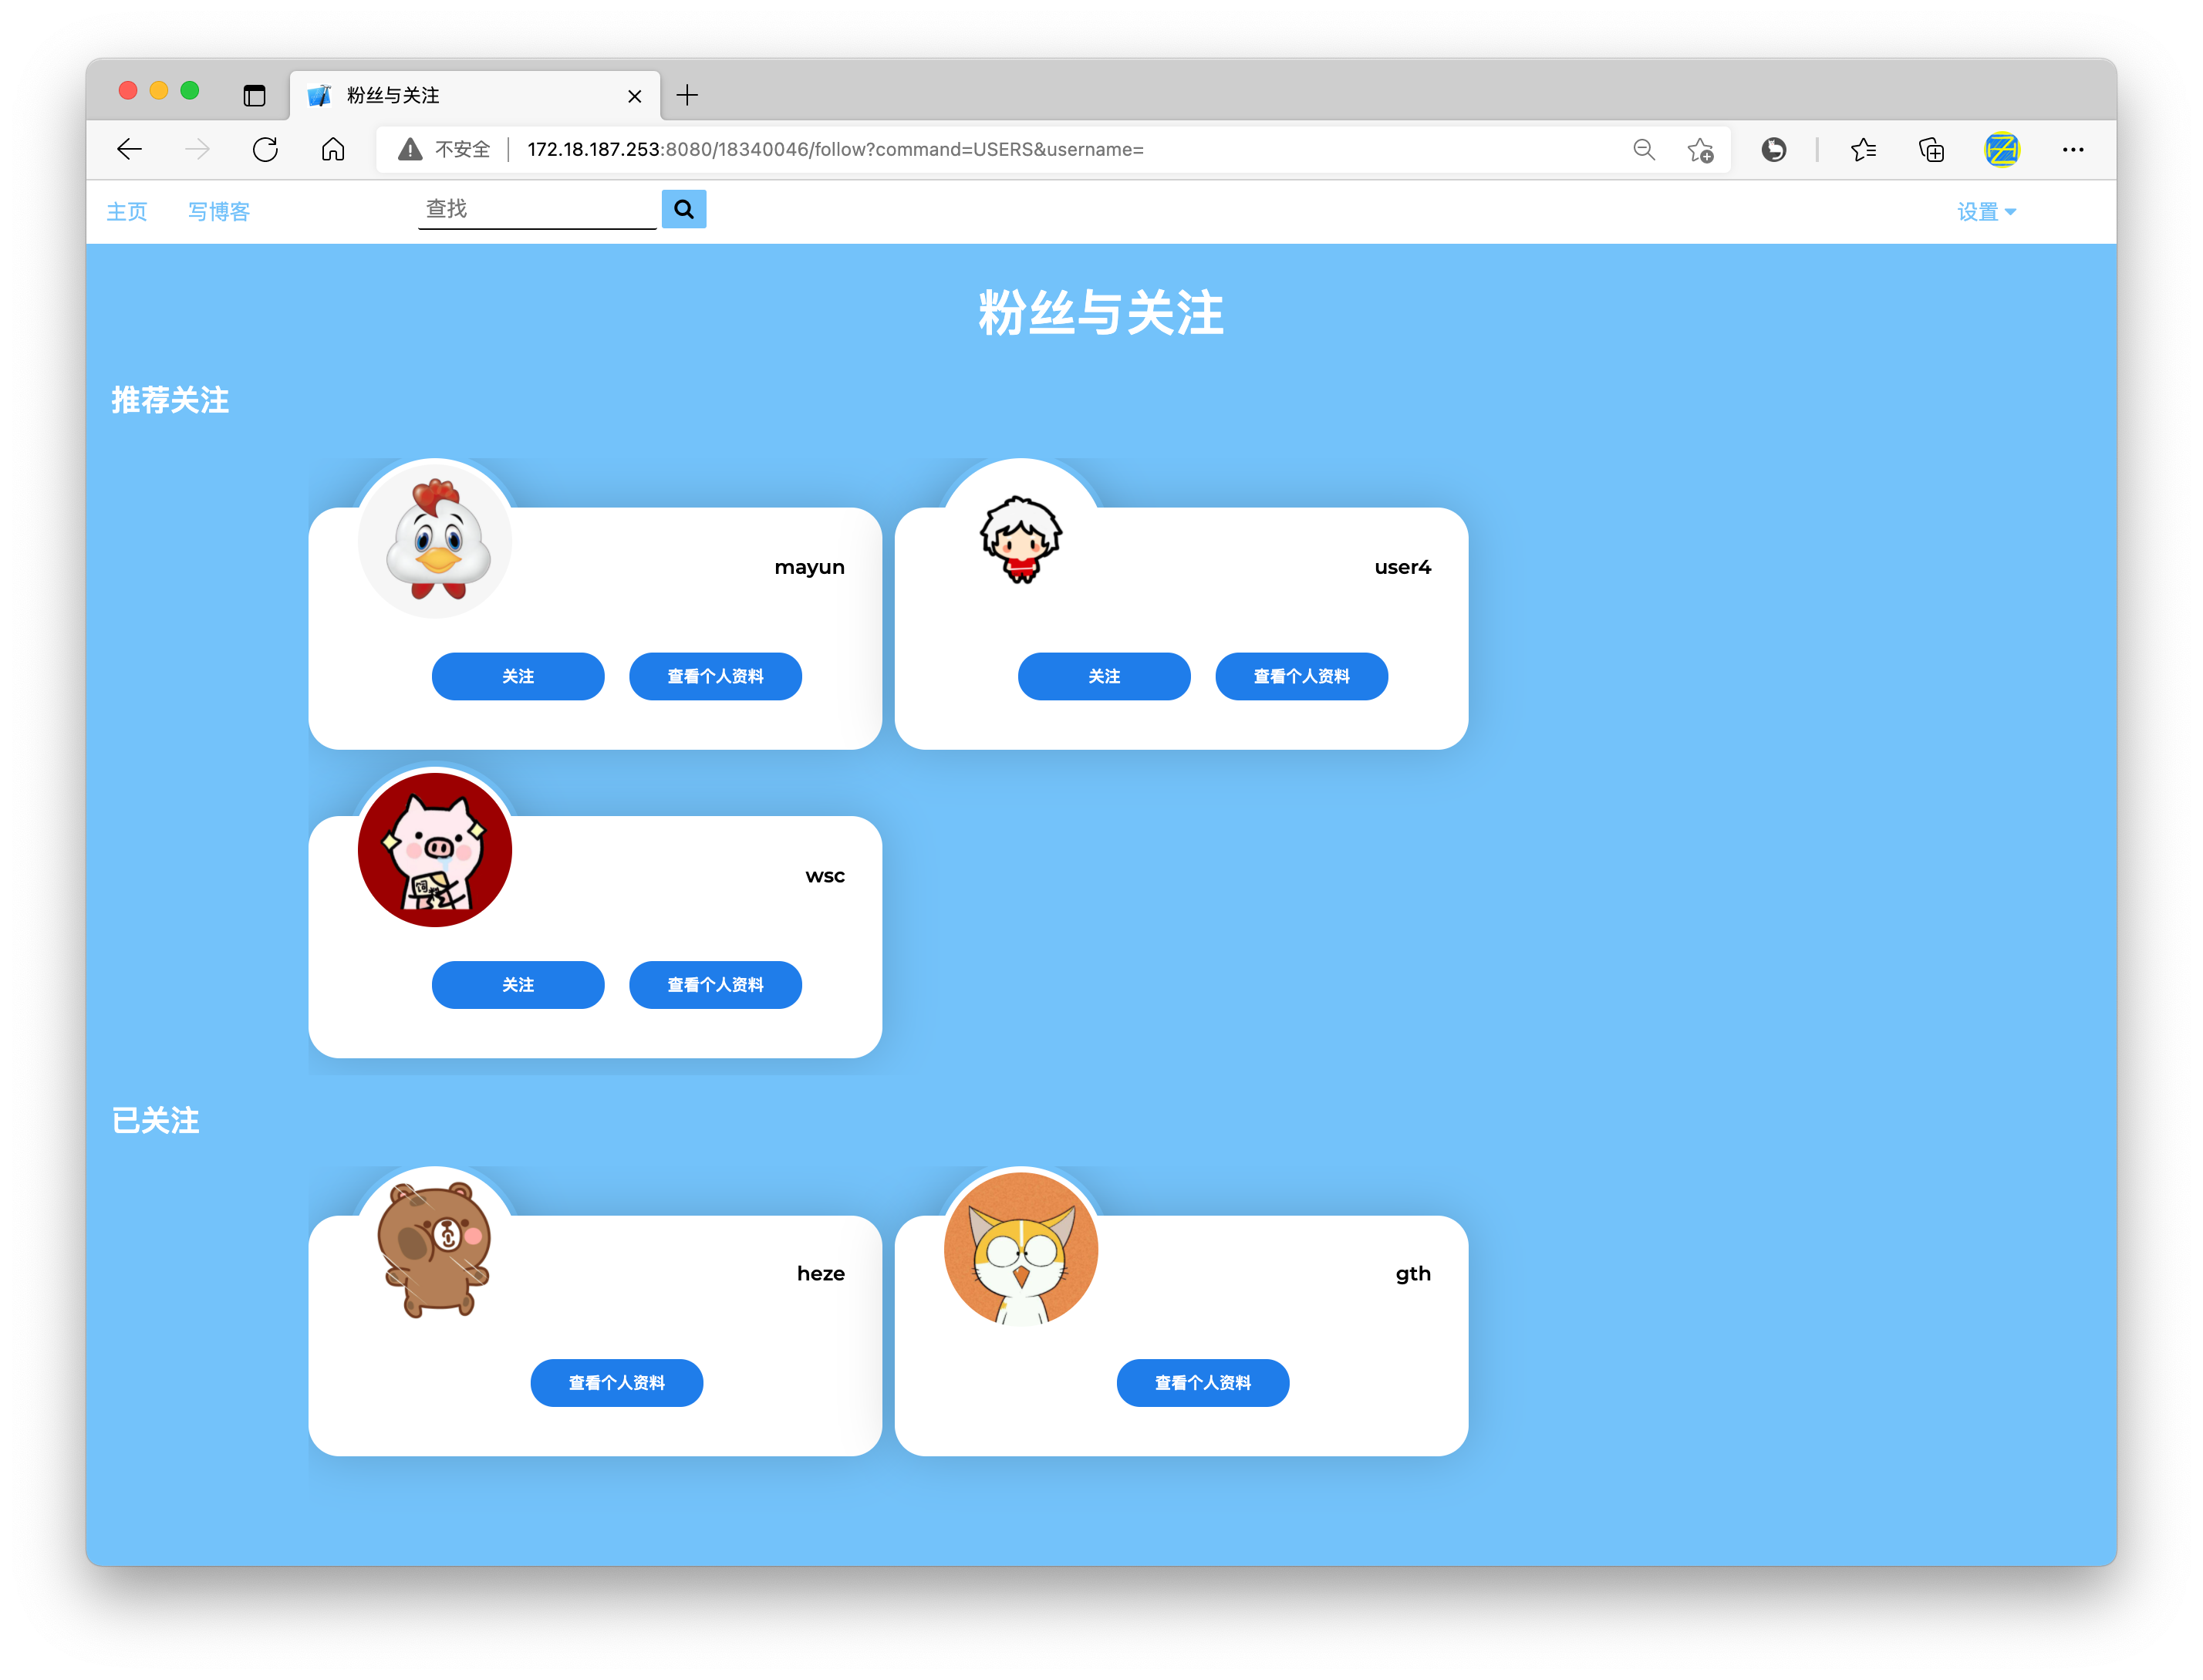 粉丝与关注
不安全 172.18.187.253:8080/18340046/follow?command=USERS&username=
主页 写博客 查找 设置
粉丝与关注
推荐关注
mayun user4
关注 查看个人资料 关注 查看个人资料
wsc
关注 查看个人资料
已关注
heze gth
查看个人资料 查看个人资料